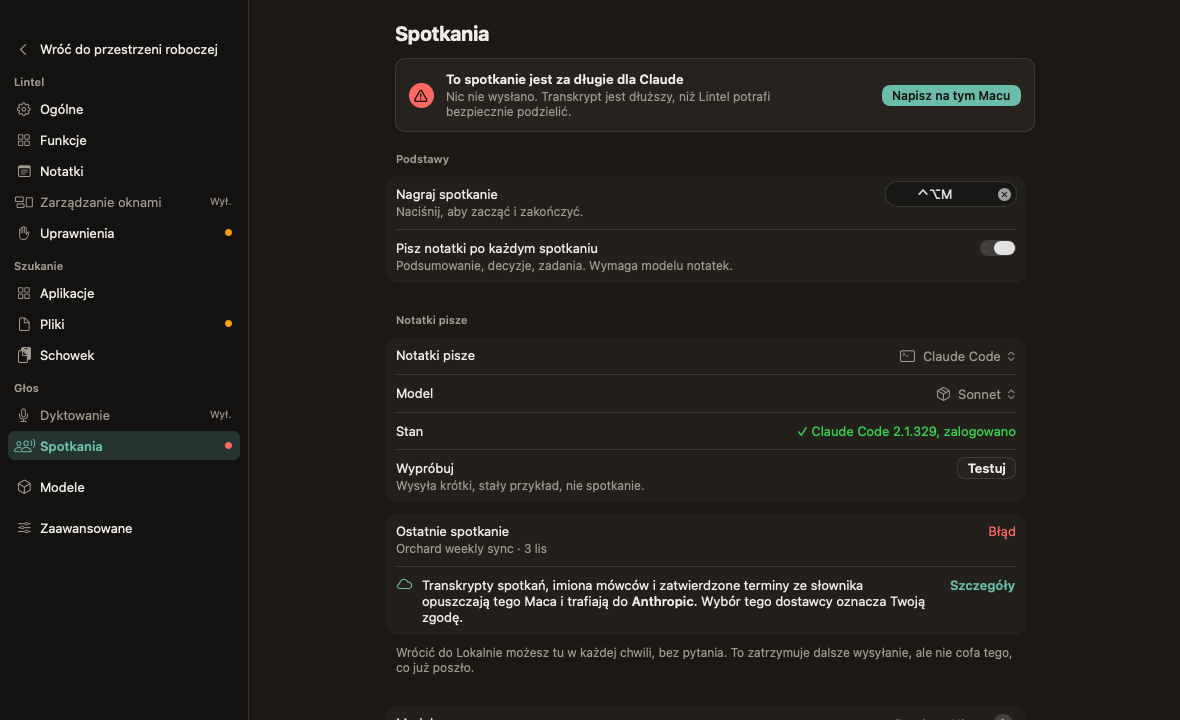 Wróć do przestrzeni roboczej
Lintel
Ogólne
Funkcje
Notatki
Zarządzanie oknami Wył.
Uprawnienia
Szukanie
Aplikacje
Pliki
Schowek
Głos
Dyktowanie Wył.
Spotkania
Modele
Zaawansowane
Spotkania
To spotkanie jest za długie dla Claude
Nic nie wysłano. Transkrypt jest dłuższy, niż Lintel potrafi
bezpiecznie podzielić.
Napisz na tym Macu
Podstawy
Nagraj spotkanie
Naciśnij, aby zacząć i zakończyć.
⌃⌥M
Pisz notatki po każdym spotkaniu
Podsumowanie, decyzje, zadania. Wymaga modelu notatek.
Notatki pisze
Notatki pisze Claude Code
Model Sonnet
Stan ✓ Claude Code 2.1.329, zalogowano
Wypróbuj
Wysyła krótki, stały przykład, nie spotkanie.
Testuj
Ostatnie spotkanie Błąd
Orchard weekly sync · 3 lis
Transkrypty spotkań, imiona mówców i zatwierdzone terminy ze słownika
opuszczają tego Maca i trafiają do Anthropic. Wybór tego dostawcy oznacza Twoją
zgodę.
Szczegóły
Wrócić do Lokalnie możesz tu w każdej chwili, bez pytania. To zatrzymuje dalsze wysyłanie, ale nie cofa tego,
co już poszło.